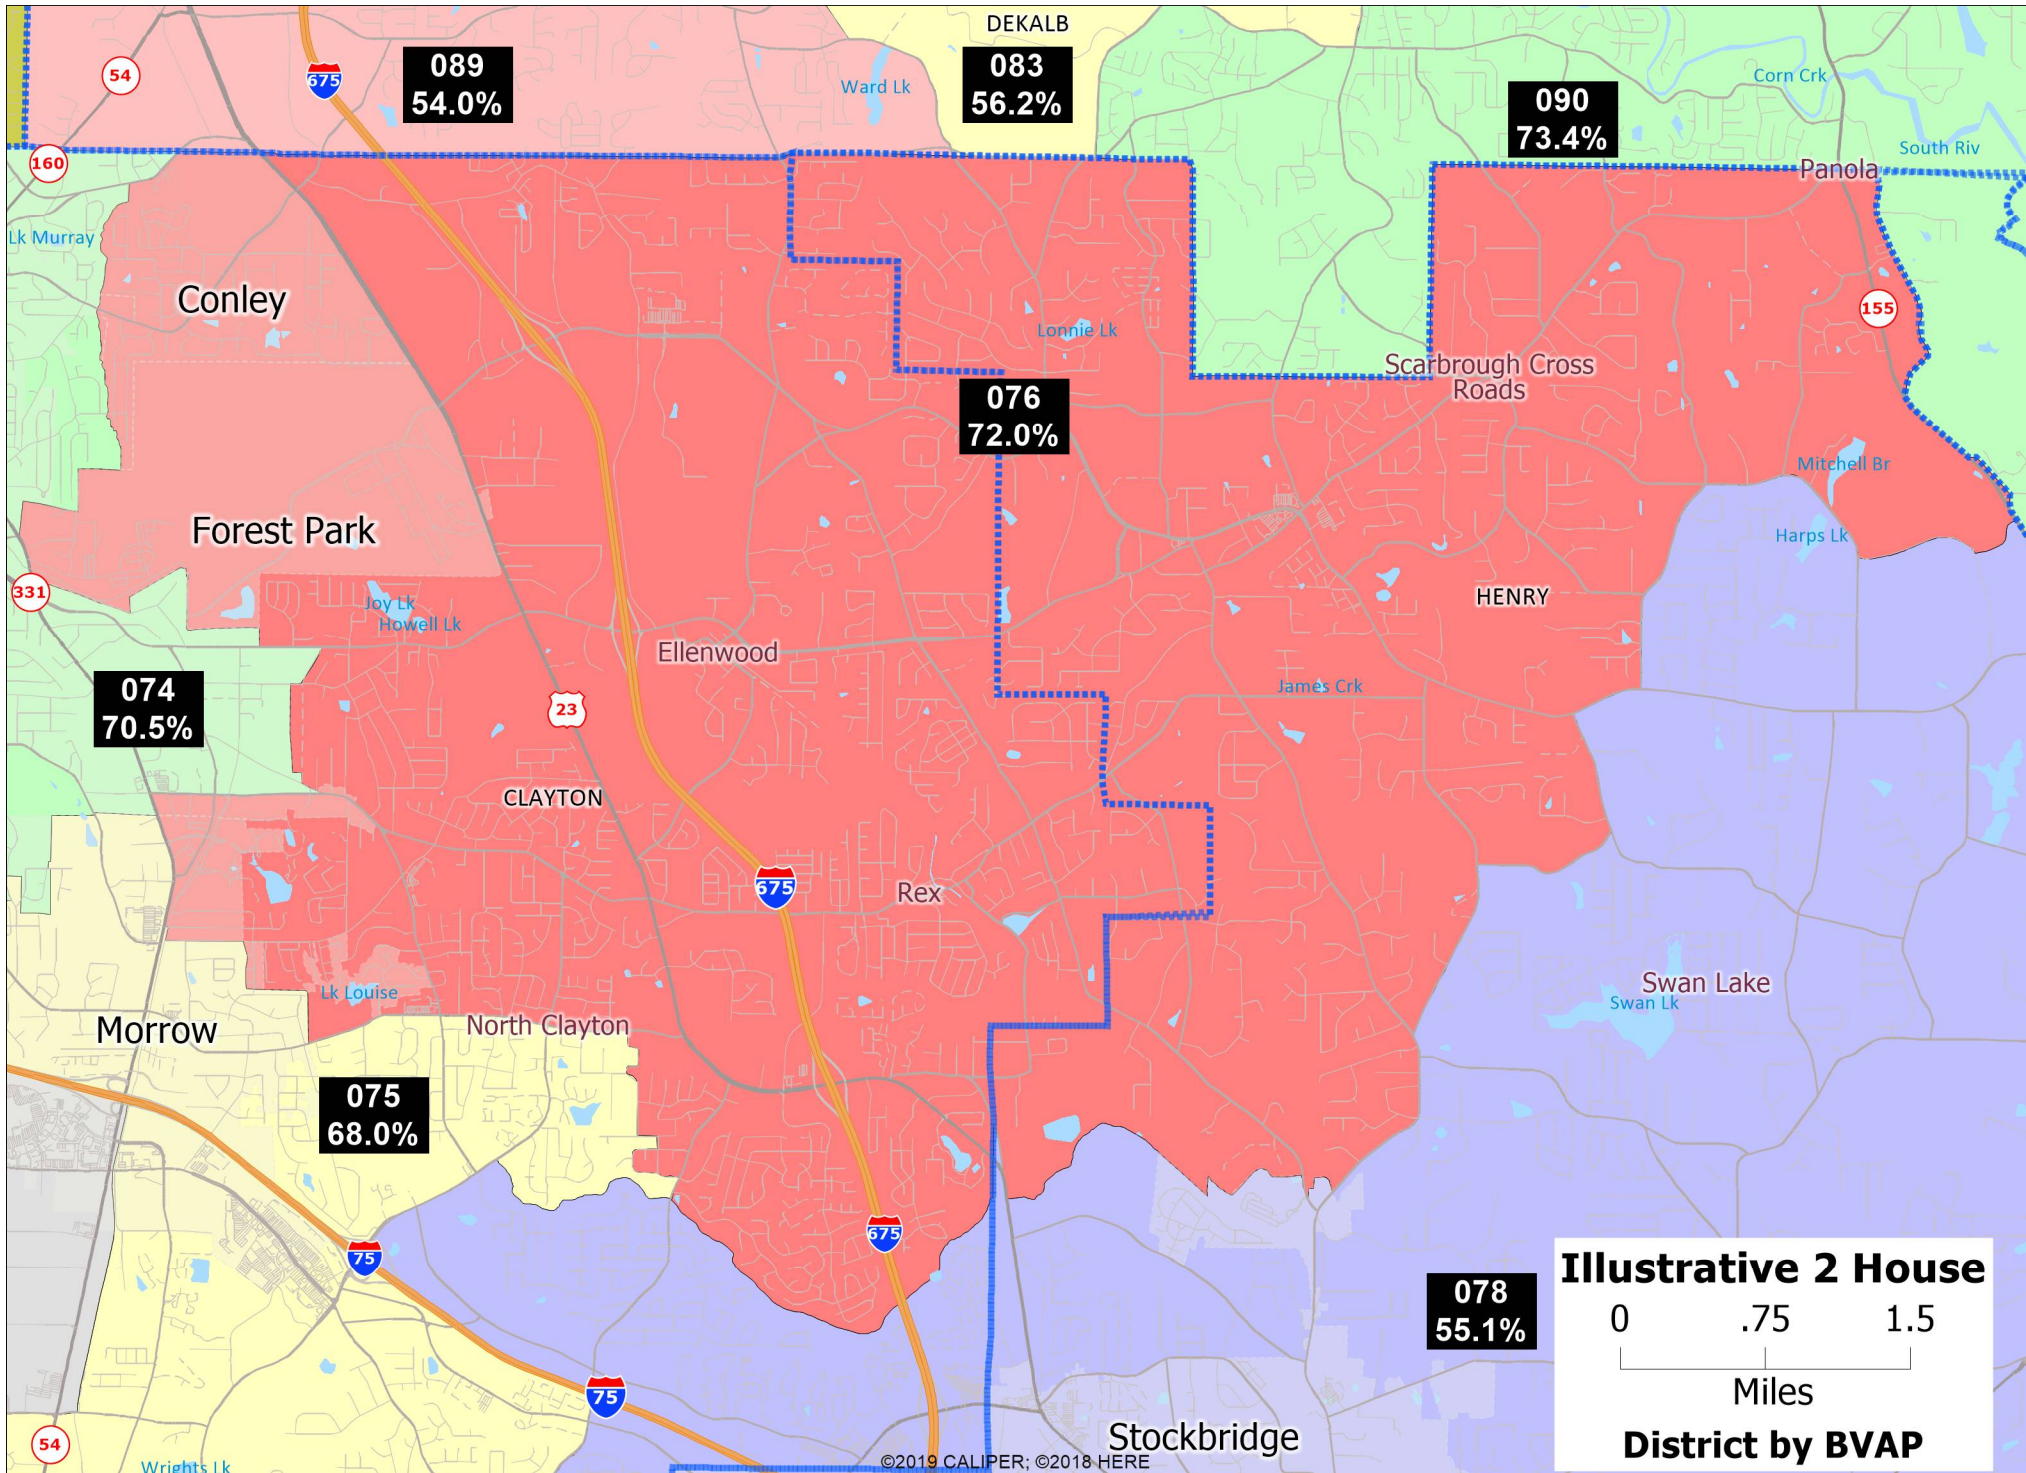 DEKALB
54
675
089
54.0%
Ward Lk
083
56.2%
090
73.4%
Corn Crk
South Riv
160
Panola
Lk Murray
Conley
155
Lonnie Lk
Scarbrough Cross
Roads
076
72.0%
Mitchell Br
Forest Park
Harps Lk
331
Joy Lk
Howell Lk
HENRY
Ellenwood
074
70.5%
23
James Crk
CLAYTON
675
Rex
Lk Louise
Swan Lake
Swan Lk
Morrow
North Clayton
075
68.0%
675
75
078
55.1%
Illustrative 2 House
0 .75 1.5
Miles
District by BVAP
75
54
Stockbridge
Wrights Lk
©2019 CALIPER; ©2018 HERE